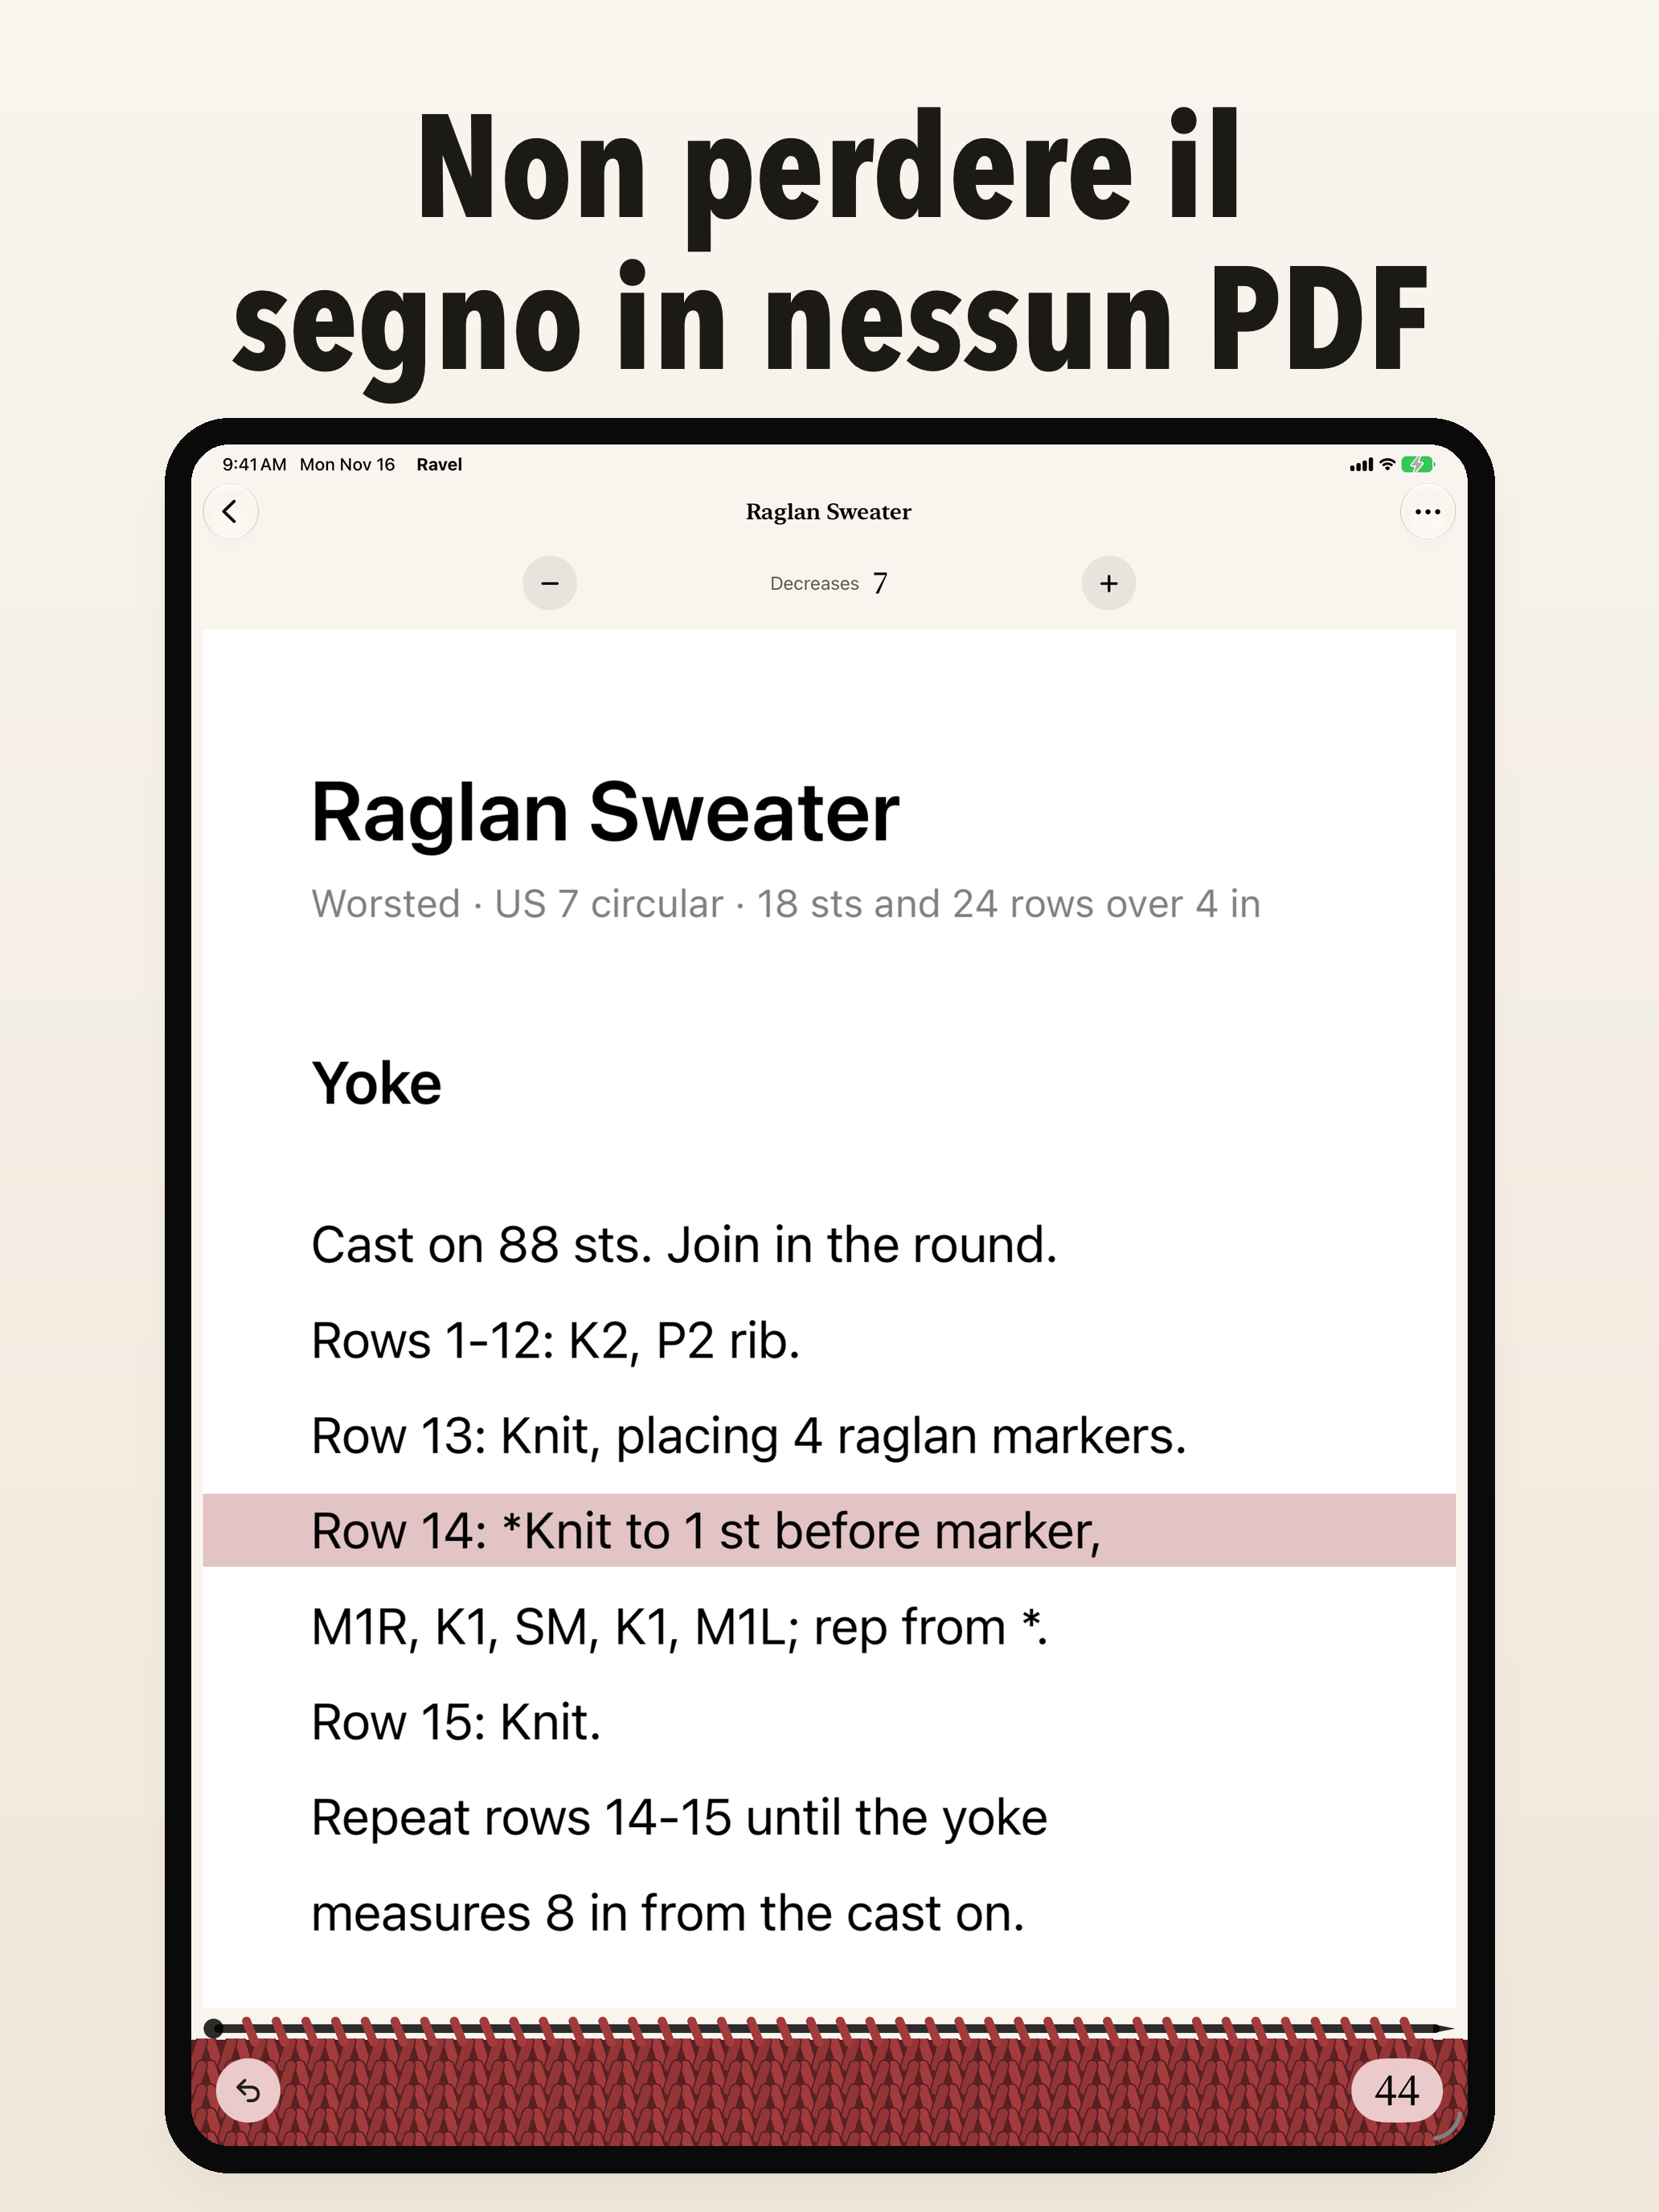 Non perdere il
segno in nessun PDF
9:41 AM Mon Nov 16 Ravel
Raglan Sweater
Decreases 7
Raglan Sweater
Worsted · US 7 circular · 18 sts and 24 rows over 4 in
Yoke
Cast on 88 sts. Join in the round.
Rows 1-12: K2, P2 rib.
Row 13: Knit, placing 4 raglan markers.
Row 14: *Knit to 1 st before marker,
M1R, K1, SM, K1, M1L; rep from *.
Row 15: Knit.
Repeat rows 14-15 until the yoke
measures 8 in from the cast on.
44